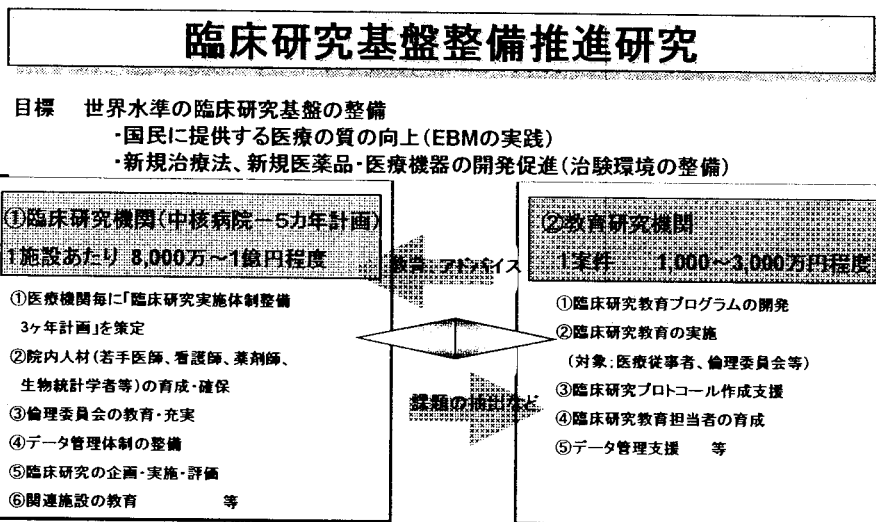 臨床研究基盤整備推進研究
目標 世界水準の臨床研究基盤の整備
・国民に提供する医療の質の向上(EBMの実践)
・新規治療法、新規医薬品・医療機器の開発促進(治験環境の整備)
①臨床研究機関(中核病院ー5カ年計画)
1施設あたり 8,000万～1億円程度
①医療機関毎に「臨床研究実施体制整備
3ヶ年計画」を策定
②院内人材(若手医師、看護師、薬剤師、
生物統計学者等)の育成・確保
③倫理委員会の教育・充実
④データ管理体制の整備
⑤臨床研究の企画・実施・評価
⑥関連施設の教育 等
教育、アドバイス
課題の抽出など
②教育研究機関
1案件 1,000～3,000万円程度
①臨床研究教育プログラムの開発
②臨床研究教育の実施
(対象;医療従事者、倫理委員会等)
③臨床研究プロトコール作成支援
④臨床研究教育担当者の育成
⑤データ管理支援 等